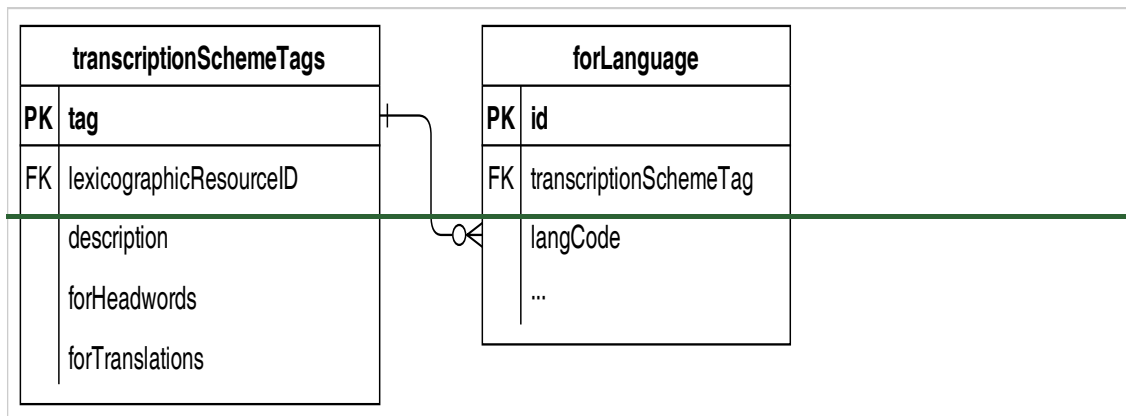 transcriptionSchemeTags
PK tag
FK lexicographicResourceID
description
forHeadwords
forTranslations
forLanguage
PK id
FK transcriptionSchemeTag
langCode
...